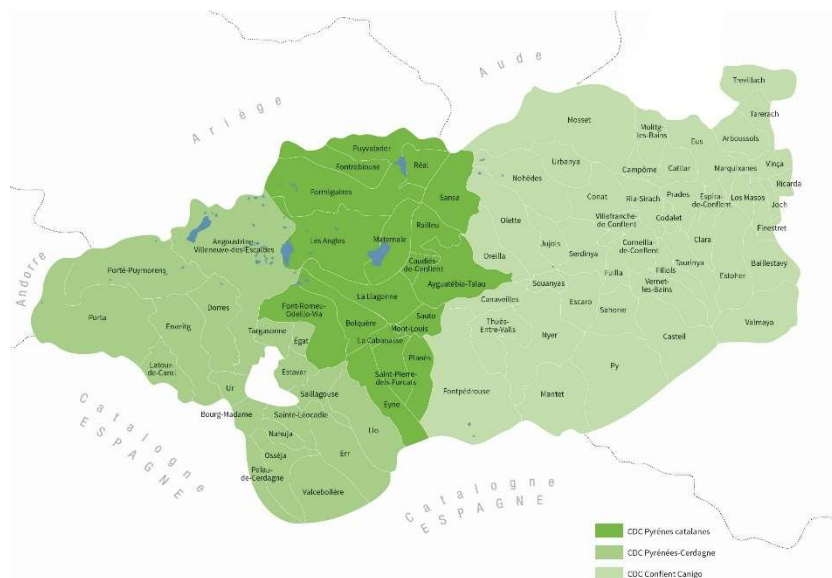 Aude
Ariège
Andorre
Trevillach
Tarerach
Mosset
Molitg-
les-Bains
Eus
Arboussols
Puyvalador
Fontrabiouse
Réal
Urbanya
Campôme
Catllar
Marquixanes
Vinça
Formiguères
Sansa
Nohèdes
Conat
Ria-Sirach
Prades
Espira-
de-Conflent
Los Masos
Ricarda
Joch
Olette
Villefranche-
de Conflent
Codalet
Finestret
Railleu
Angoustrine-
Villeneuve-des-Escaldes
Les Angles
Matemale
Jujols
Serdinya
Corneilla-
de-Conflent
Clara
Oreilla
Caudiès-
de-Conflent
Taurinya
Baillestavy
Porté-Puymorens
Fuilla
Fillols
Estoher
Ayguatébia-Talau
Souanyas
Vernet-
les-Bains
La Llagonne
Canaveilles
Escaro
Sahorre
Font-Romeu-
Odeillo-Via
Dorres
Porta
Enveitg
Bolquère
Sauto
Mont-Louis
Thuès-
Entre-Valls
Nyer
Valmaya
Targasonne
Egat
La Cabanasse
Casteil
Planès
Latour-
de-Carol
Estavar
Saint-Pierre-
dels-Forcats
Py
Ur
Saillagouse
Eyne
Fontpédrouse
Mantet
Bourg-Madame
Sainte-Léocadie
Nahuja
Llo
Osséja
Err
Palau-
de-Cerdagne
Valcebollère
Catalogne
ESPAGNE
Catalogne
ESPAGNE
CDC Pyrénes catalanes
CDC Pyrénées-Cerdagne
CDC Conflent Canigo